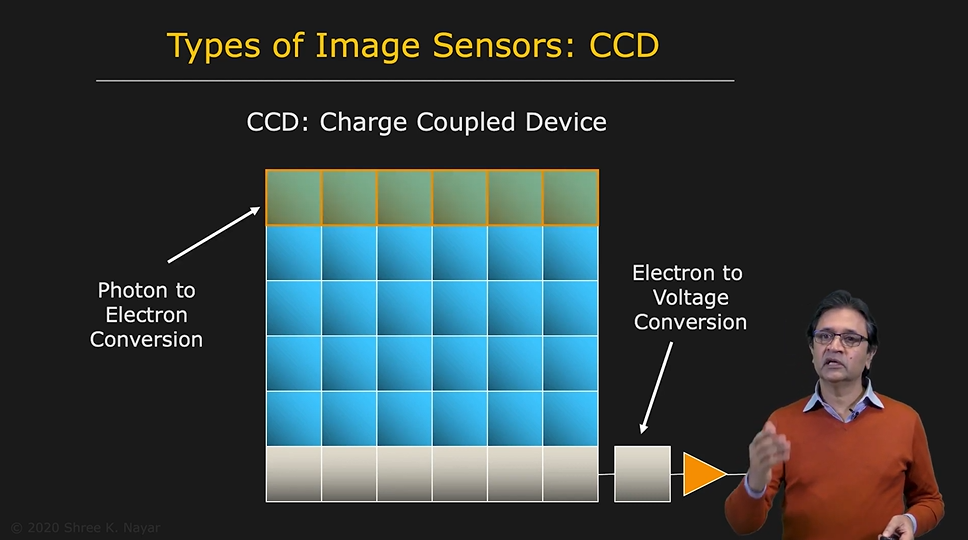 Types of Image Sensors: CCD
CCD: Charge Coupled Device
Photon to
Electron
Conversion
Electron to
Voltage
Conversion
© 2020 Shree K. Nayar